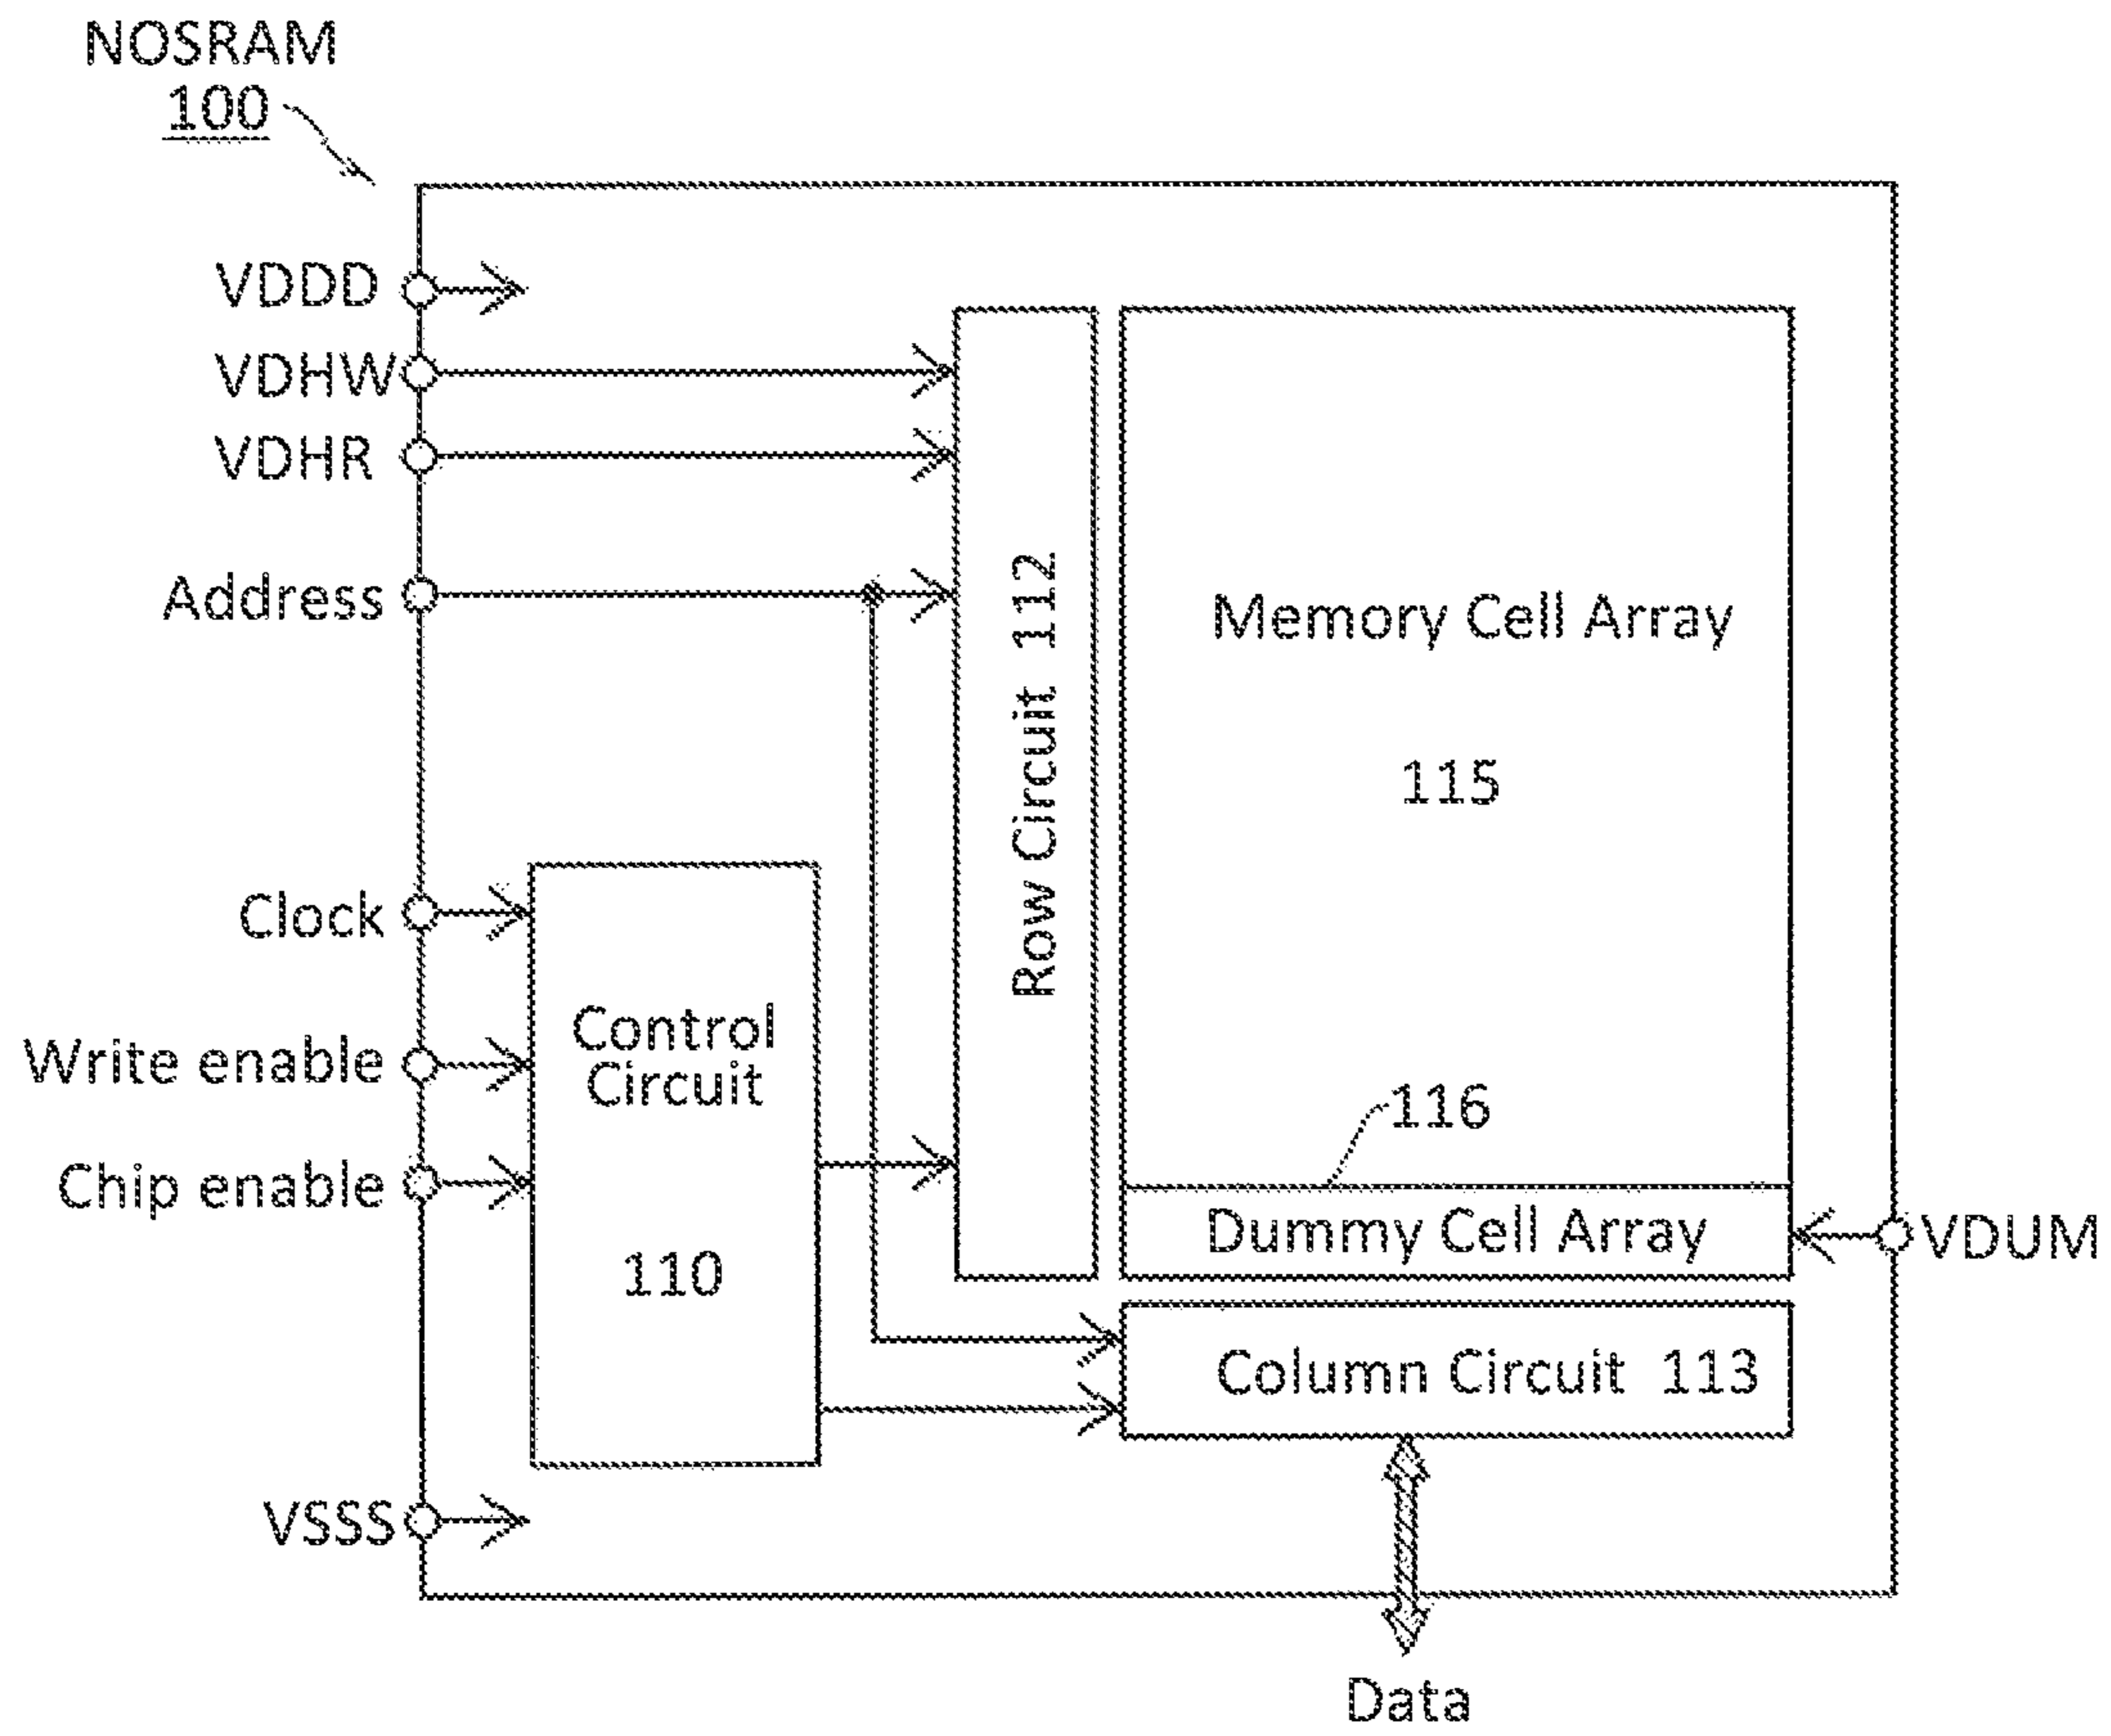 NOSRAM
100
VDDD
VDHW
VDHR
Address
Row Circuit 112
Memory Cell Array
115
Clock
Write enable
Chip enable
Control
Circuit
110
116
Dummy Cell Array
VDUM
Column Circuit 113
VSSS
Data